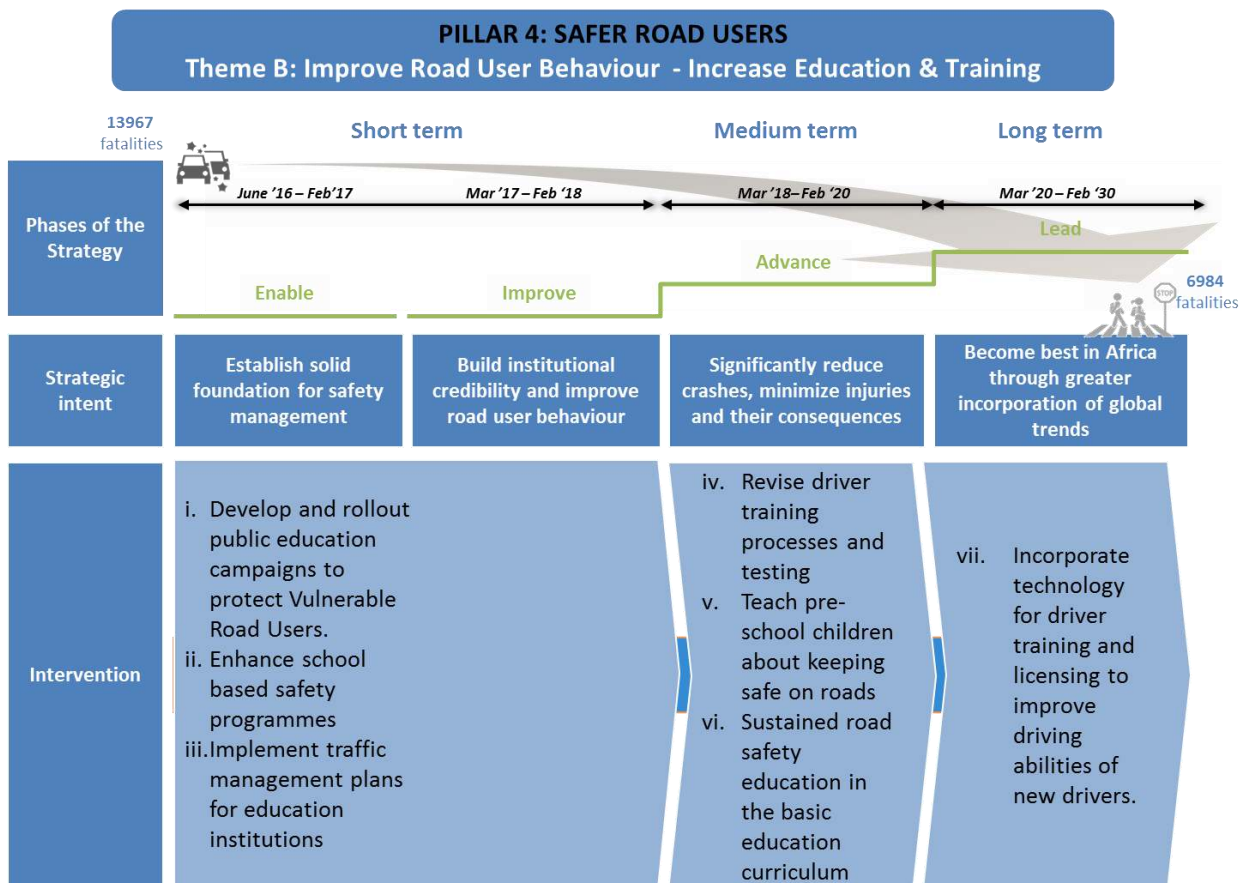 PILLAR 4: SAFER ROAD USERS
Theme B: Improve Road User Behaviour - Increase Education & Training
13967
fatalities
Short term
Medium term
Long term
Phases of the
Strategy
June ’16 – Feb’17
Mar ’17 – Feb ‘18
Mar ’18– Feb ‘20
Mar ’20 – Feb ‘30
Enable
Improve
Advance
Lead
STOP
6984
fatalities
Strategic
intent
Establish solid
foundation for safety
management
Build institutional
credibility and improve
road user behaviour
Significantly reduce
crashes, minimize injuries
and their consequences
Become best in Africa
through greater
incorporation of global
trends
Intervention
i. Develop and rollout
public education
campaigns to
protect Vulnerable
Road Users.
ii. Enhance school
based safety
programmes
iii.Implement traffic
management plans
for education
institutions
iv. Revise driver
training
processes and
testing
v. Teach pre-
school children
about keeping
safe on roads
vi. Sustained road
safety
education in
the basic
education
curriculum
vii. Incorporate
technology
for driver
training and
licensing to
improve
driving
abilities of
new drivers.